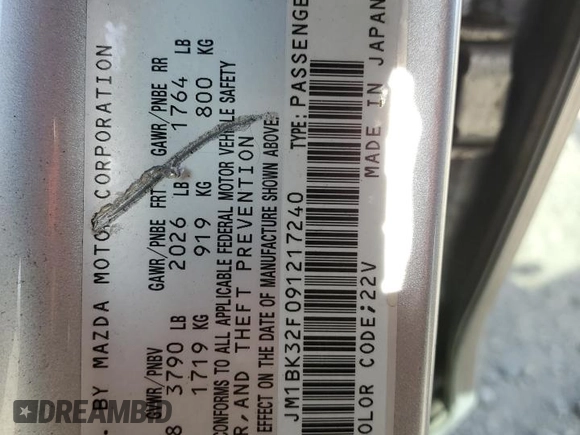 BY MAZDA MOTOR CORPORATION
GVWR/PNBV GAWR/PNBE FRT GAWR/PNBE RR
8 3790 LB 2026 LB 1764 LB
1719 KG 919 KG 800 KG
CONFORMS TO ALL APPLICABLE FEDERAL MOTOR VEHICLE SAFETY
R, AND THEFT PREVENTION
EFFECT ON THE DATE OF MANUFACTURE SHOWN ABOVE.
JM1BK32F091217240 TYPE: PASSENGE
OLOR CODE;22V MADE IN JAPAN
DREAMBID